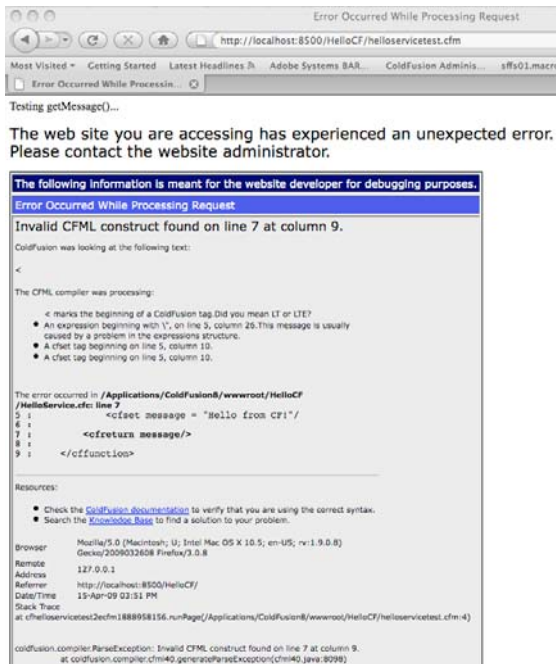 Error Occurred While Processing Request
http://localhost:8500/HelloCF/helloservicetest.cfm
Most Visited Getting Started Latest Headlines Adobe Systems BAR... ColdFusion Adminis... sffs01.macr
Error Occurred While Processin...
Testing getMessage()...
The web site you are accessing has experienced an unexpected error.
Please contact the website administrator.
The following information is meant for the website developer for debugging purposes.
Error Occurred While Processing Request
Invalid CFML construct found on line 7 at column 9.
ColdFusion was looking at the following text:
<
The CFML compiler was processing:
< marks the beginning of a ColdFusion tag.Did you mean LT or LTE?
• An expression beginning with \", on line 5, column 26.This message is usually
caused by a problem in the expressions structure.
• A cfset tag beginning on line 5, column 10.
• A cfset tag beginning on line 5, column 10.
The error occurred in /Applications/ColdFusion8/wwwroot/HelloCF
/HelloService.cfc: line 7
5 : <cfset message = "Hello from CF!"/
6 :
7 : <cfreturn message/>
8 :
9 : </cffunction>
Resources:
• Check the ColdFusion documentation to verify that you are using the correct syntax.
• Search the Knowledge Base to find a solution to your problem.
Browser Mozilla/5.0 (Macintosh; U; Intel Mac OS X 10.5; en-US; rv:1.9.0.8)
Gecko/2009032608 Firefox/3.0.8
Remote
Address 127.0.0.1
Referrer http://localhost:8500/HelloCF/
Date/Time 15-Apr-09 03:51 PM
Stack Trace
at cfhelloservicetest2ecfm1888958156.runPage(/Applications/ColdFusion8/wwwroot/HelloCF/helloservicetest.cfm:4)
coldfusion.compiler.ParseException: Invalid CFML construct found on line 7 at column 9.
at coldfusion.compiler.cfml40.generateParseException(cfml40.java:8098)